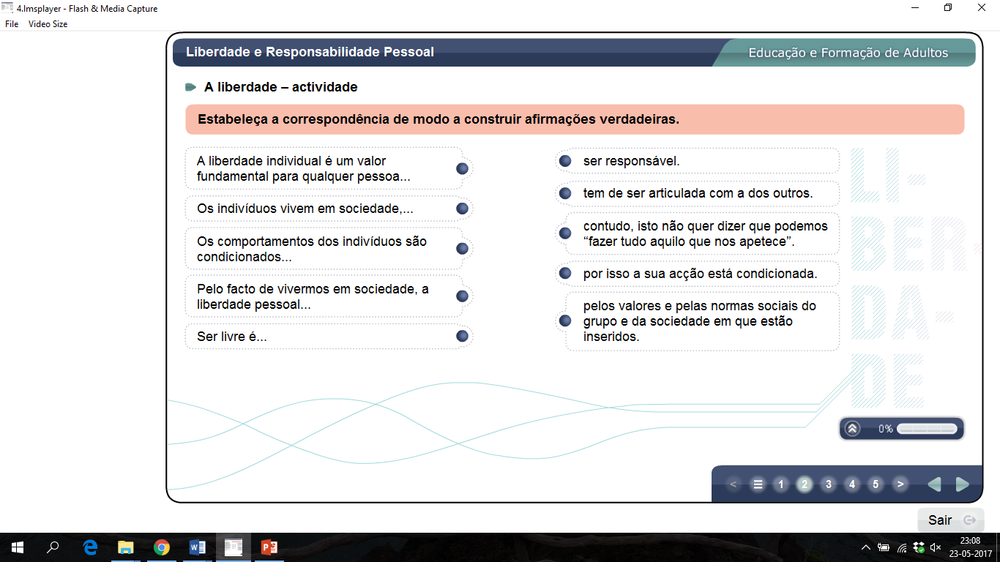 4.lmsplayer - Flash & Media Capture
File Video Size
Liberdade e Responsabilidade Pessoal
Educação e Formação de Adultos
A liberdade – actividade
Estabeleça a correspondência de modo a construir afirmações verdadeiras.
A liberdade individual é um valor
fundamental para qualquer pessoa...
Os indivíduos vivem em sociedade,...
Os comportamentos dos indivíduos são
condicionados...
Pelo facto de vivermos em sociedade, a
liberdade pessoal...
Ser livre é...
ser responsável.
tem de ser articulada com a dos outros.
contudo, isto não quer dizer que podemos
“fazer tudo aquilo que nos apetece”.
por isso a sua acção está condicionada.
pelos valores e pelas normas sociais do
grupo e da sociedade em que estão
inseridos.
LI-
BER-
DA-
DE
0%
< 1 2 3 4 5 >
Sair
23:08
23-05-2017